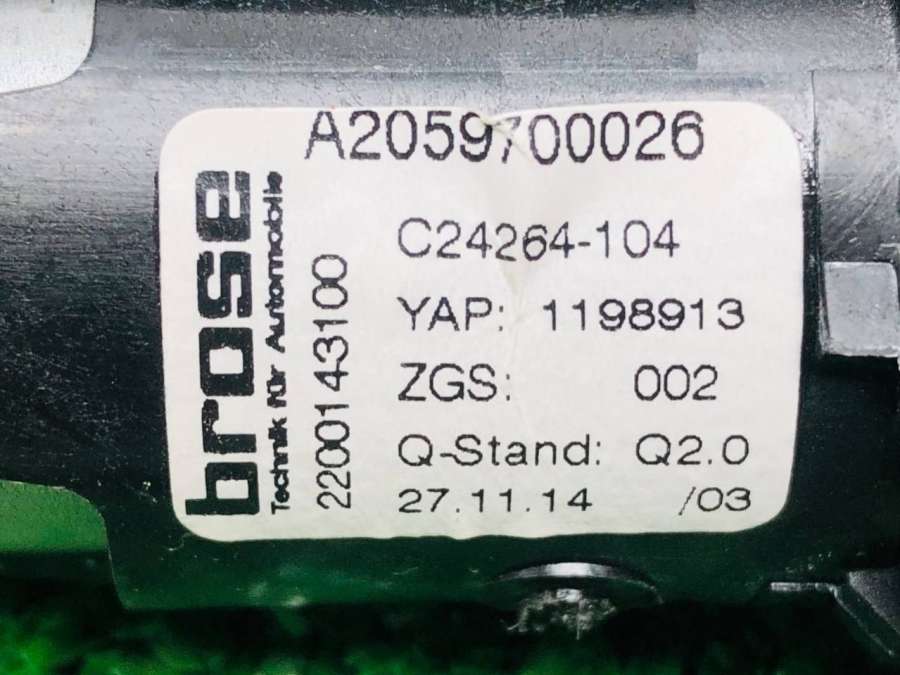 A2059700026
brose
Technik für Automobile
2200143100
C24264-104
YAP: 1198913
ZGS: 002
Q-Stand: Q2.0
27.11.14 /03